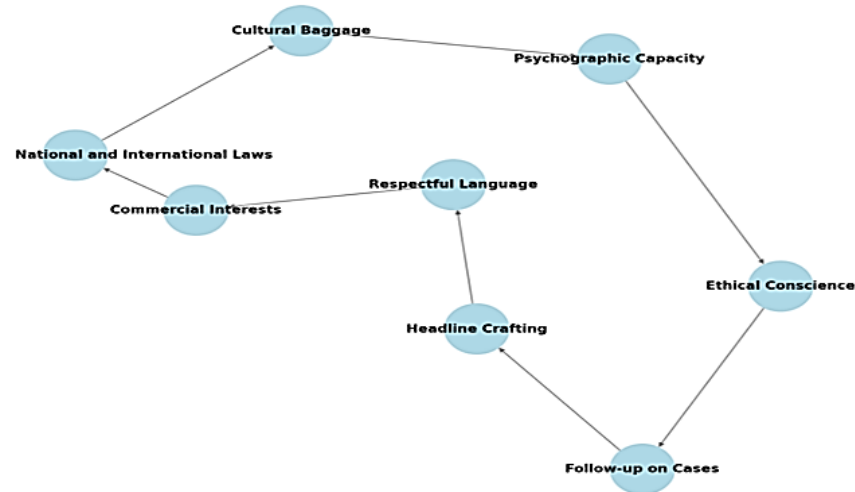 Cultural Baggage
Psychographic Capacity
National and International Laws
Respectful Language
Commercial Interests
Ethical Conscience
Headline Crafting
Follow-up on Cases